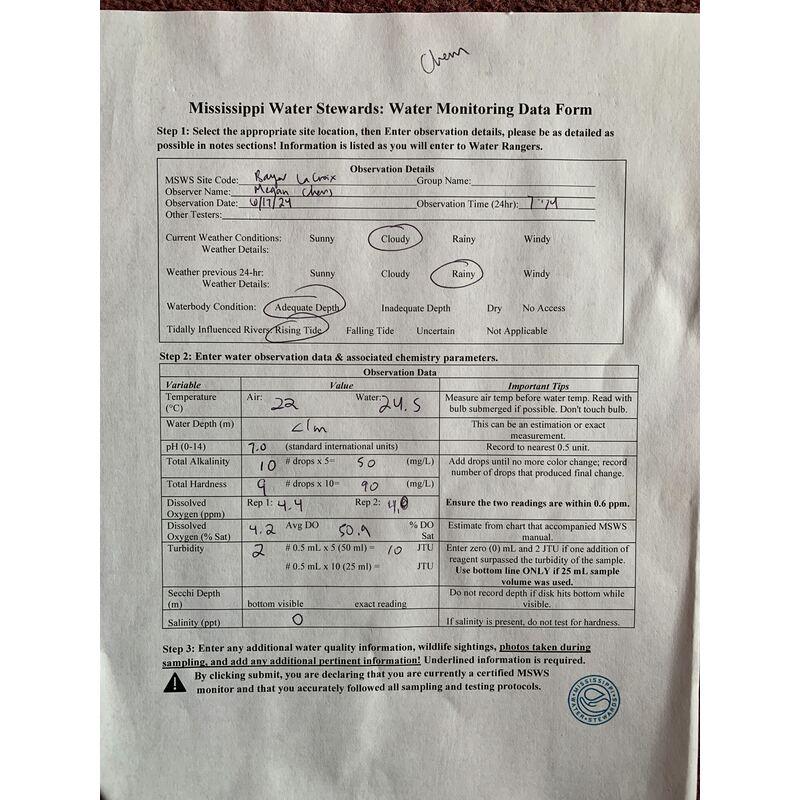 Chem
Mississippi Water Stewards: Water Monitoring Data Form
Step 1: Select the appropriate site location, then Enter observation details, please be as detailed as
possible in notes sections! Information is listed as you will enter to Water Rangers.
Observation Details
MSWS Site Code: Bayou La Croix Group Name:
Observer Name: Megan
Observation Date: 6/17/24 Observation Time (24hr):
Other Testers:
Current Weather Conditions: Sunny Cloudy Rainy Windy
Weather Details:
Weather previous 24-hr: Sunny Cloudy Rainy Windy
Weather Details:
Waterbody Condition: Adequate Depth Inadequate Depth Dry No Access
Tidally Influenced Rivers Rising Tide Falling Tide Uncertain Not Applicable
Step 2: Enter water observation data & associated chemistry parameters.
Observation Data
Variable Value Important Tips
Temperature Air: 22 Water: 24.5 Measure air temp before water temp. Read with
(°C) bulb submerged if possible. Don't touch bulb.
Water Depth (m) <1m This can be an estimation or exact
measurement.
pH (0-14) 7.0 (standard international units) Record to nearest 0.5 unit.
Total Alkalinity 10 # drops x 5= 50 (mg/L) Add drops until no more color change; record
number of drops that produced final change.
Total Hardness 9 # drops x 10= 90 (mg/L)
Dissolved Rep 1: 4.4 Rep 2: 4.0 Ensure the two readings are within 0.6 ppm.
Oxygen (ppm)
Dissolved 4.2 Avg DO 50.9 % DO Estimate from chart that accompanied MSWS
Oxygen (% Sat) Sat manual.
Turbidity 2 # 0.5 mL x 5 (50 ml) = 10 JTU Enter zero (0) mL and 2 JTU if one addition of
reagent surpassed the turbidity of the sample.
# 0.5 mL x 10 (25 ml) = JTU Use bottom line ONLY if 25 mL sample
volume was used.
Secchi Depth Do not record depth if disk hits bottom while
(m) bottom visible exact reading visible.
Salinity (ppt) 0 If salinity is present, do not test for hardness.
Step 3: Enter any additional water quality information, wildlife sightings, photos taken during
sampling, and add any additional pertinent information! Underlined information is required.
By clicking submit, you are declaring that you are currently a certified MSWS
monitor and that you accurately followed all sampling and testing protocols.
MISSISSIPPI
WATER STEWARDS